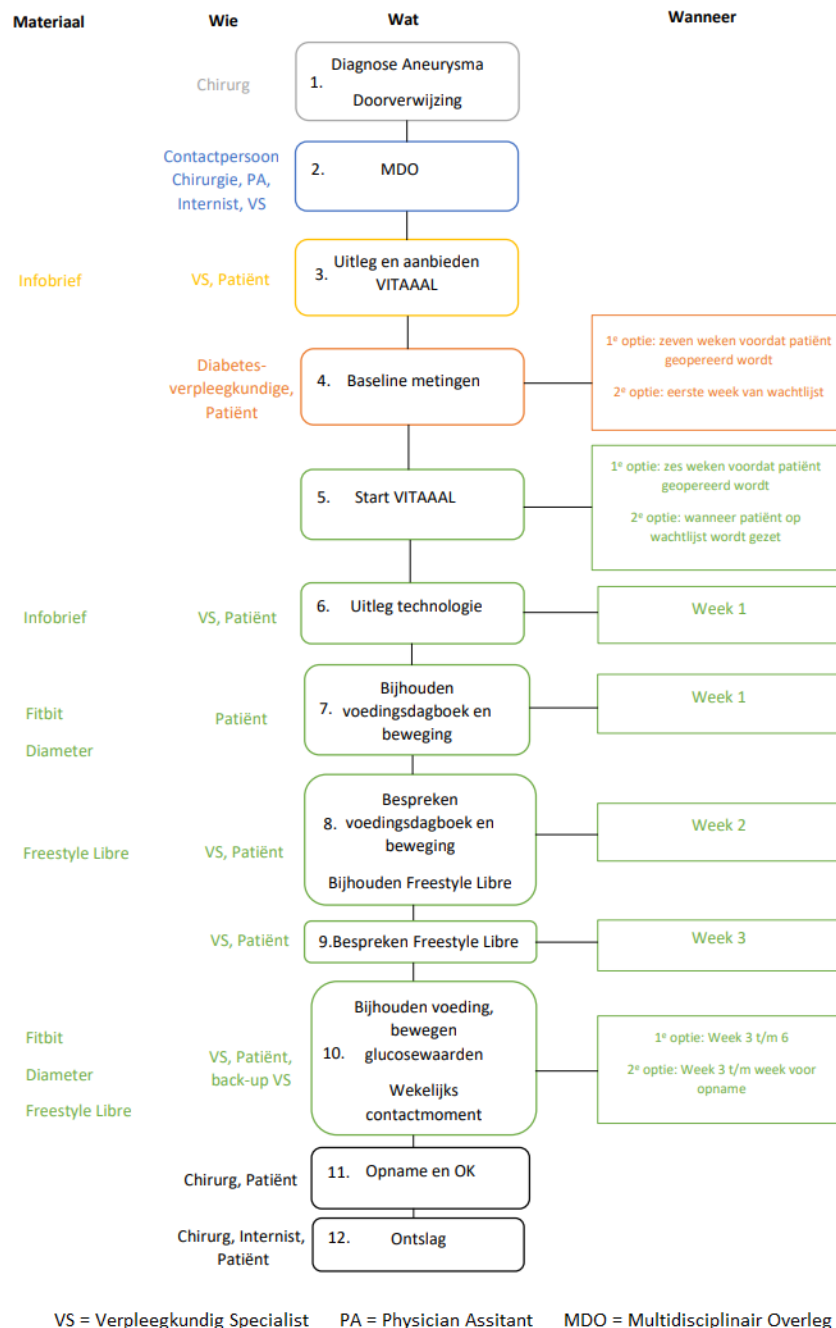 Materiaal Wie Wat Wanneer
Chirurg
1. Diagnose Aneurysma
Doorverwijzing
Contactpersoon
Chirurgie, PA,
Internist, VS
2. MDO
Infobrief
VS, Patiënt
3. Uitleg en aanbieden
VITAAAL
Diabetes-
verpleegkundige,
Patiënt
4. Baseline metingen
1e optie: zeven weken voordat patiënt
geopereerd wordt
2e optie: eerste week van wachtlijst
5. Start VITAAAL
1e optie: zes weken voordat patiënt
geopereerd wordt
2e optie: wanneer patiënt op
wachtlijst wordt gezet
Infobrief
VS, Patiënt
6. Uitleg technologie
Week 1
Fitbit
Diameter
Patiënt
7. Bijhouden
voedingsdagboek en
beweging
Week 1
Freestyle Libre
VS, Patiënt
8. Bespreken
voedingsdagboek en
beweging
Bijhouden Freestyle Libre
Week 2
VS, Patiënt
9.Bespreken Freestyle Libre
Week 3
Fitbit
Diameter
Freestyle Libre
VS, Patiënt,
back-up VS
10. Bijhouden voeding,
bewegen
glucosewaarden
Wekelijks
contactmoment
1e optie: Week 3 t/m 6
2e optie: Week 3 t/m week voor
opname
Chirurg, Patiënt
11. Opname en OK
Chirurg, Internist,
Patiënt
12. Ontslag
VS = Verpleegkundig Specialist PA = Physician Assitant MDO = Multidisciplinair Overleg